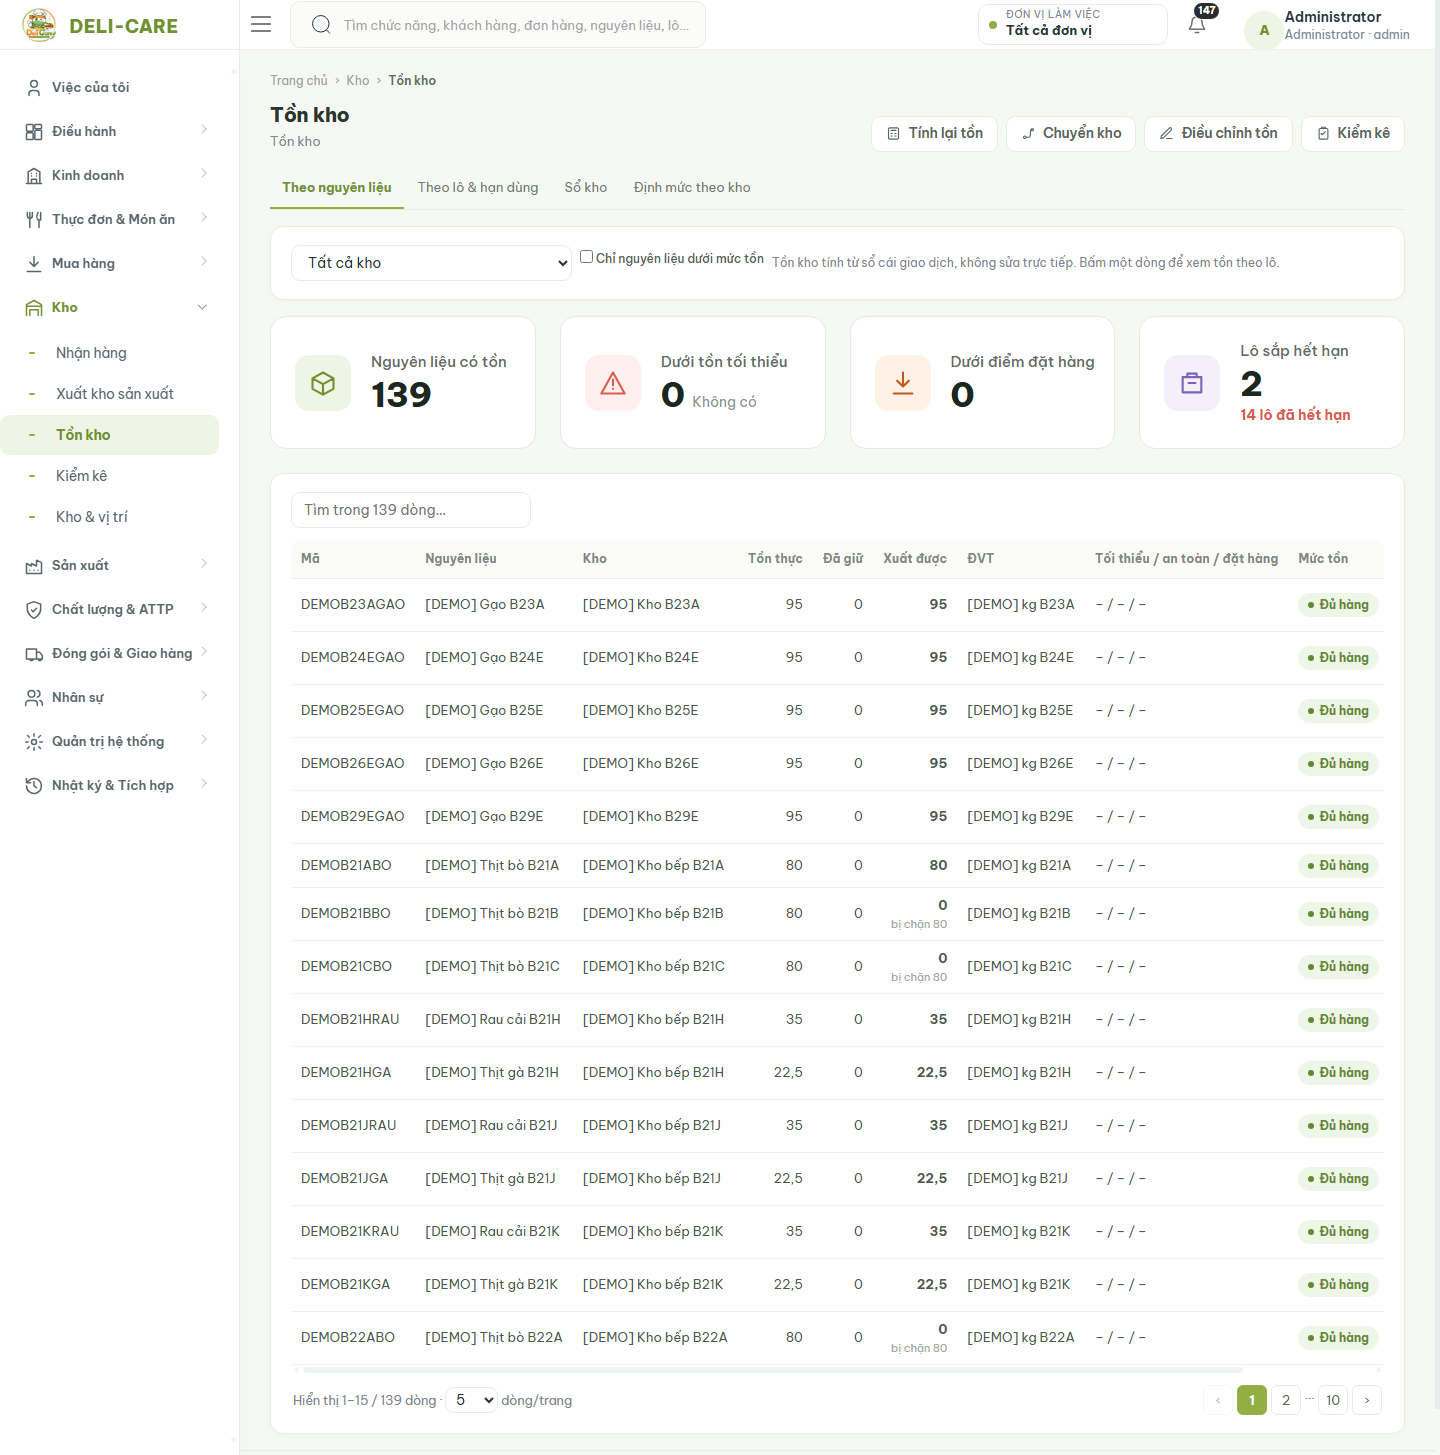 DELI-CARE
Tìm chức năng, khách hàng, đơn hàng, nguyên liệu, lô...
ĐƠN VỊ LÀM VIỆC
Tất cả đơn vị
147
A
Administrator
Administrator · admin
Việc của tôi
Điều hành
Kinh doanh
Thực đơn & Món ăn
Mua hàng
Kho
Nhận hàng
Xuất kho sản xuất
Tồn kho
Kiểm kê
Kho & vị trí
Sản xuất
Chất lượng & ATTP
Đóng gói & Giao hàng
Nhân sự
Quản trị hệ thống
Nhật ký & Tích hợp
Trang chủ › Kho › Tồn kho
Tồn kho
Tồn kho
Tính lại tồn
Chuyển kho
Điều chỉnh tồn
Kiểm kê
Theo nguyên liệu
Theo lô & hạn dùng
Sổ kho
Định mức theo kho
Tất cả kho
Chỉ nguyên liệu dưới mức tồn
Tồn kho tính từ sổ cái giao dịch, không sửa trực tiếp. Bấm một dòng để xem tồn theo lô.
Nguyên liệu có tồn
139
Dưới tồn tối thiểu
0 Không có
Dưới điểm đặt hàng
0
Lô sắp hết hạn
2
14 lô đã hết hạn
Tìm trong 139 dòng...
Mã Nguyên liệu Kho Tồn thực Đã giữ Xuất được ĐVT Tối thiểu / an toàn / đặt hàng Mức tồn
DEMOB23AGAO [DEMO] Gạo B23A [DEMO] Kho B23A 95 0 95 [DEMO] kg B23A – / – / – Đủ hàng
DEMOB24EGAO [DEMO] Gạo B24E [DEMO] Kho B24E 95 0 95 [DEMO] kg B24E – / – / – Đủ hàng
DEMOB25EGAO [DEMO] Gạo B25E [DEMO] Kho B25E 95 0 95 [DEMO] kg B25E – / – / – Đủ hàng
DEMOB26EGAO [DEMO] Gạo B26E [DEMO] Kho B26E 95 0 95 [DEMO] kg B26E – / – / – Đủ hàng
DEMOB29EGAO [DEMO] Gạo B29E [DEMO] Kho B29E 95 0 95 [DEMO] kg B29E – / – / – Đủ hàng
DEMOB21ABO [DEMO] Thịt bò B21A [DEMO] Kho bếp B21A 80 0 80 [DEMO] kg B21A – / – / – Đủ hàng
DEMOB21BBO [DEMO] Thịt bò B21B [DEMO] Kho bếp B21B 80 0 0 [DEMO] kg B21B – / – / – Đủ hàng
bị chặn 80
DEMOB21CBO [DEMO] Thịt bò B21C [DEMO] Kho bếp B21C 80 0 0 [DEMO] kg B21C – / – / – Đủ hàng
bị chặn 80
DEMOB21HRAU [DEMO] Rau cải B21H [DEMO] Kho bếp B21H 35 0 35 [DEMO] kg B21H – / – / – Đủ hàng
DEMOB21HGA [DEMO] Thịt gà B21H [DEMO] Kho bếp B21H 22,5 0 22,5 [DEMO] kg B21H – / – / – Đủ hàng
DEMOB21JRAU [DEMO] Rau cải B21J [DEMO] Kho bếp B21J 35 0 35 [DEMO] kg B21J – / – / – Đủ hàng
DEMOB21JGA [DEMO] Thịt gà B21J [DEMO] Kho bếp B21J 22,5 0 22,5 [DEMO] kg B21J – / – / – Đủ hàng
DEMOB21KRAU [DEMO] Rau cải B21K [DEMO] Kho bếp B21K 35 0 35 [DEMO] kg B21K – / – / – Đủ hàng
DEMOB21KGA [DEMO] Thịt gà B21K [DEMO] Kho bếp B21K 22,5 0 22,5 [DEMO] kg B21K – / – / – Đủ hàng
DEMOB22ABO [DEMO] Thịt bò B22A [DEMO] Kho bếp B22A 80 0 0 [DEMO] kg B22A – / – / – Đủ hàng
bị chặn 80
Hiển thị 1–15 / 139 dòng · 5 dòng/trang
‹ 1 2 … 10 ›